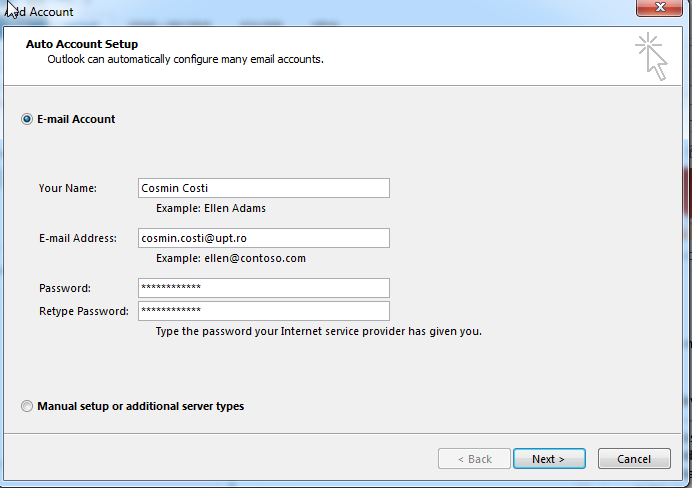 Add Account
Auto Account Setup
Outlook can automatically configure many email accounts.
E-mail Account
Your Name: Cosmin Costi
Example: Ellen Adams
E-mail Address: cosmin.costi@upt.ro
Example: ellen@contoso.com
Password: ************
Retype Password: ************
Type the password your Internet service provider has given you.
Manual setup or additional server types
< Back Next > Cancel